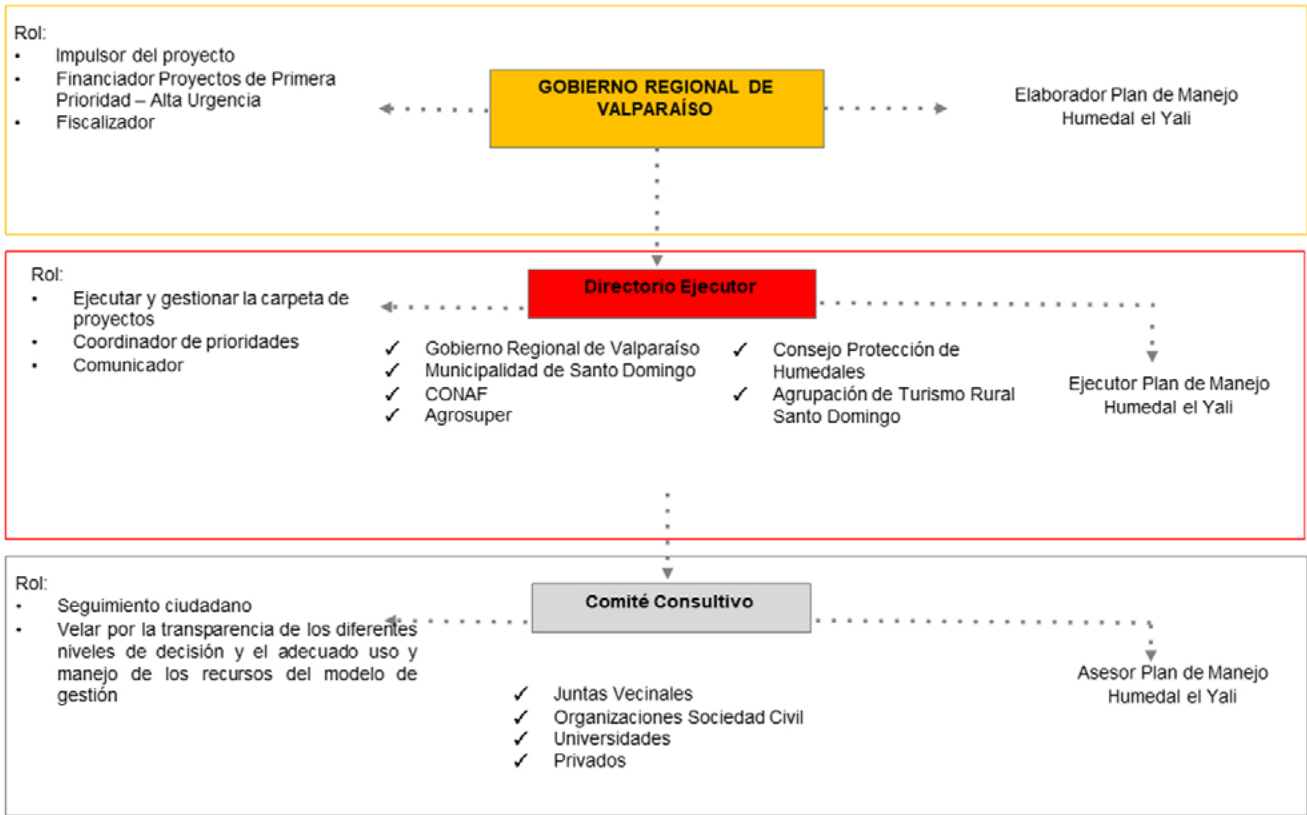 Rol:
• Impulsor del proyecto
• Financiador Proyectos de Primera
Prioridad – Alta Urgencia
• Fiscalizador
GOBIERNO REGIONAL DE
VALPARAÍSO
Elaborador Plan de Manejo
Humedal el Yali
Rol:
• Ejecutar y gestionar la carpeta de
proyectos
• Coordinador de prioridades
• Comunicador
Directorio Ejecutor
✓ Gobierno Regional de Valparaíso
✓ Municipalidad de Santo Domingo
✓ CONAF
✓ Agrosuper
✓ Consejo Protección de
Humedales
✓ Agrupación de Turismo Rural
Santo Domingo
Ejecutor Plan de Manejo
Humedal el Yali
Rol:
• Seguimiento ciudadano
• Velar por la transparencia de los diferentes
niveles de decisión y el adecuado uso y
manejo de los recursos del modelo de
gestión
Comité Consultivo
✓ Juntas Vecinales
✓ Organizaciones Sociedad Civil
✓ Universidades
✓ Privados
Asesor Plan de Manejo
Humedal el Yali